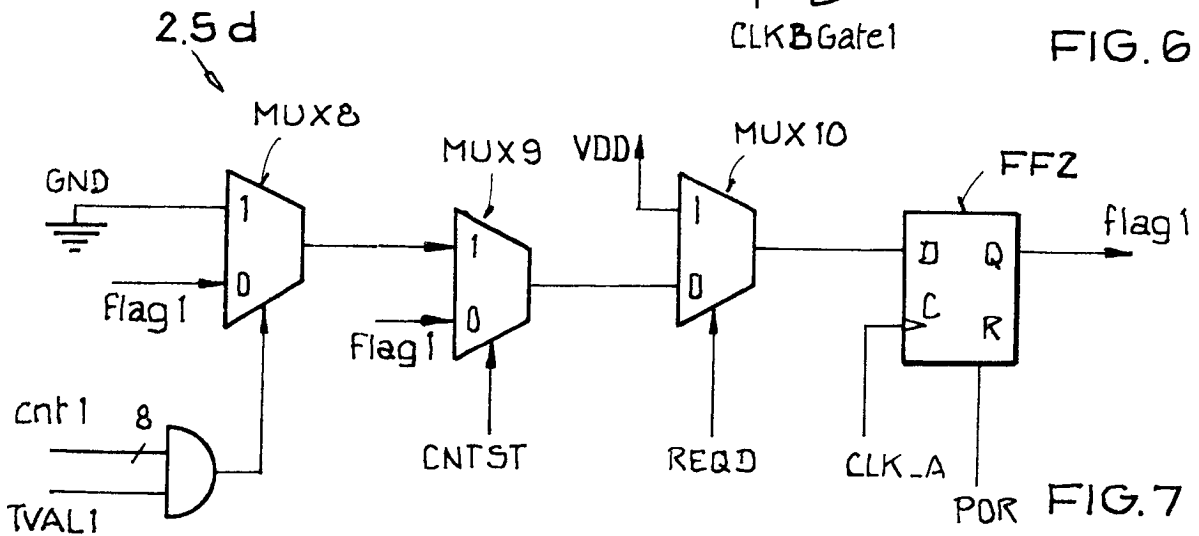 2.5d
CLKBGate1
FIG. 6
MUX8
MUX9
VDD
MUX10
FF2
GND
1
0
Flag1
1
0
Flag1
1
0
D
Q
C
R
flag1
cnt1
8
TVAL1
CNTST
REQD
CLK_A
POR
FIG. 7